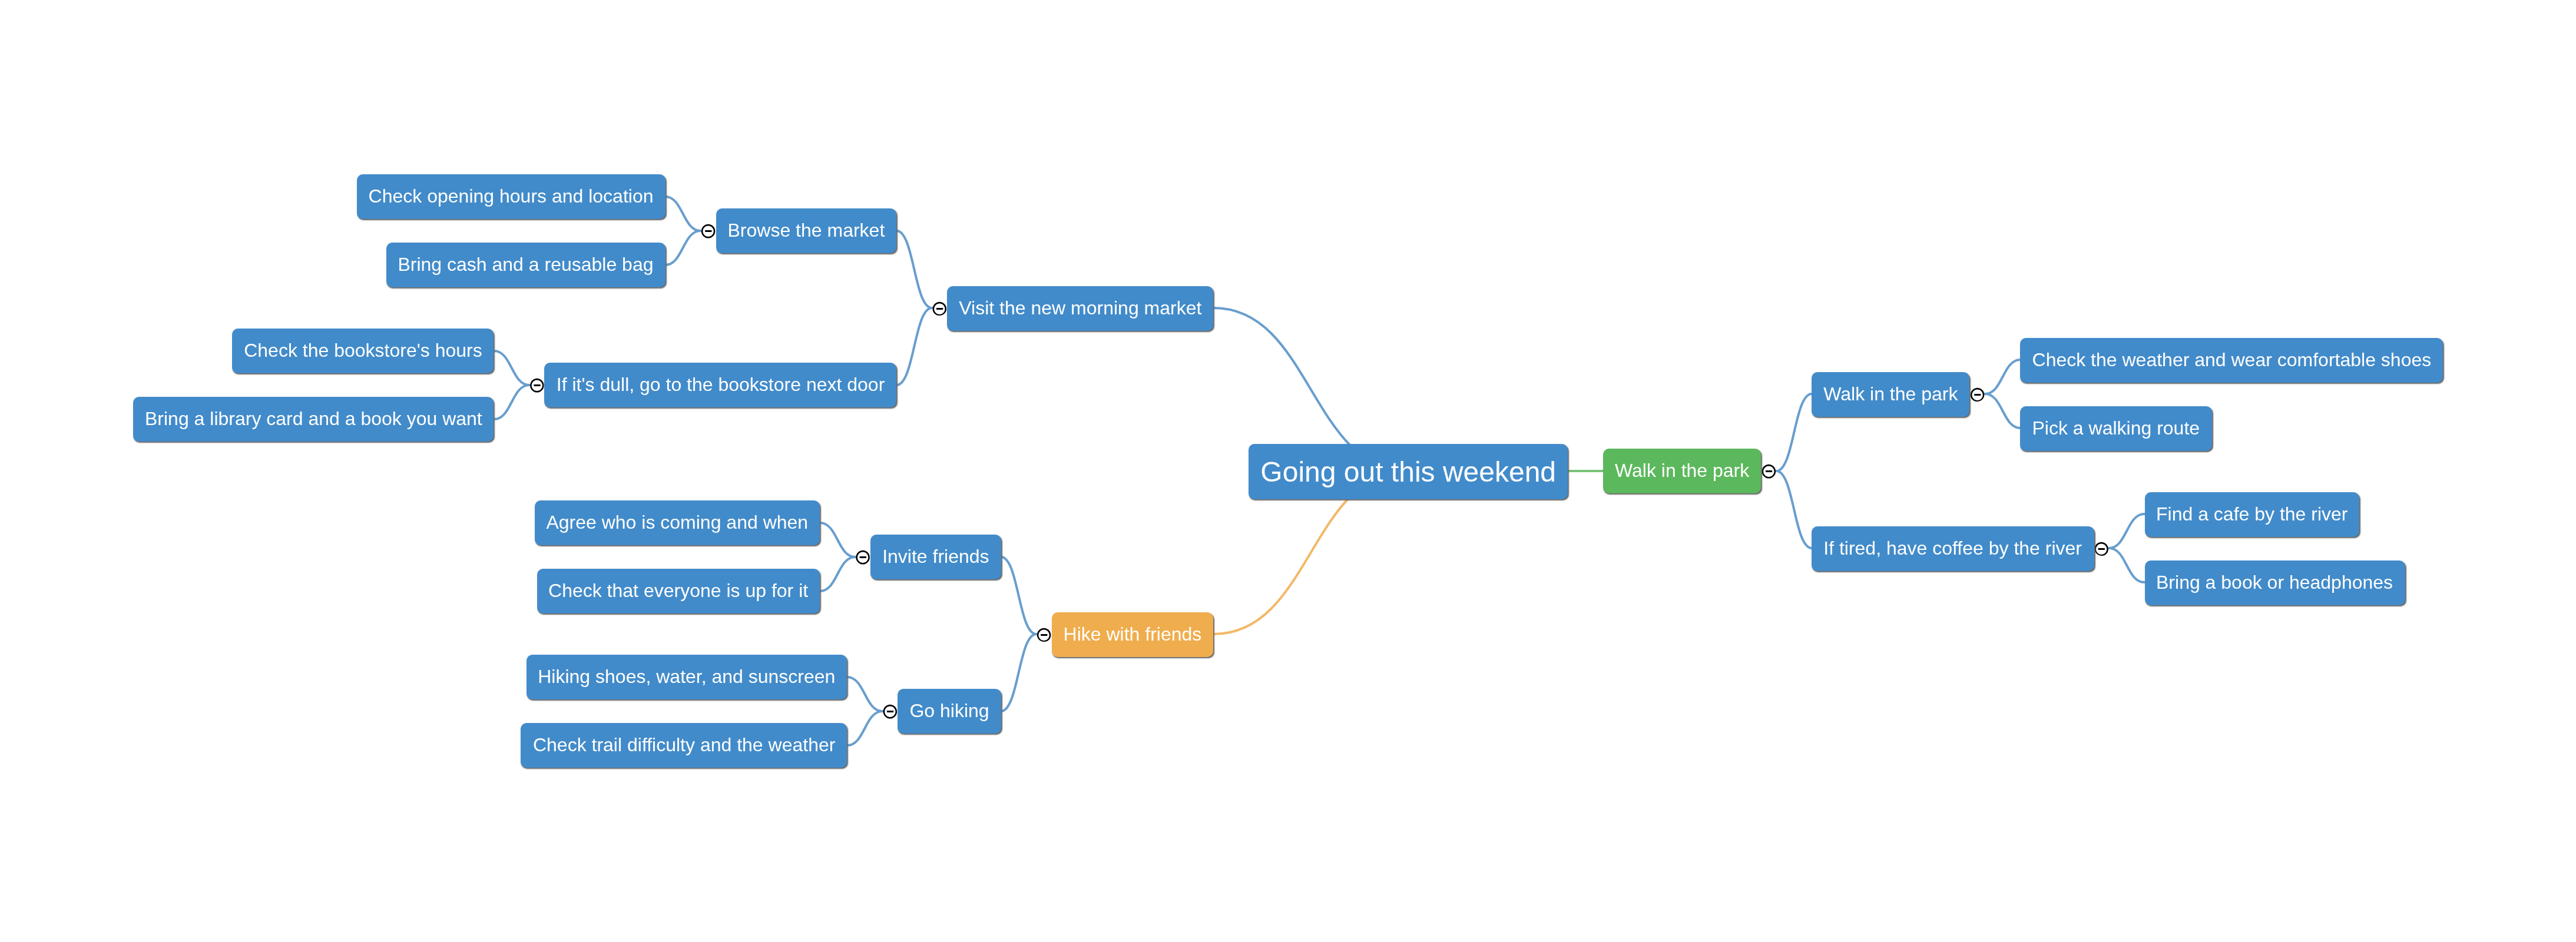 Going out this weekend
Visit the new morning market
Browse the market
Check opening hours and location
Bring cash and a reusable bag
If it's dull, go to the bookstore next door
Check the bookstore's hours
Bring a library card and a book you want
Hike with friends
Invite friends
Agree who is coming and when
Check that everyone is up for it
Go hiking
Hiking shoes, water, and sunscreen
Check trail difficulty and the weather
Walk in the park
Walk in the park
Check the weather and wear comfortable shoes
Pick a walking route
If tired, have coffee by the river
Find a cafe by the river
Bring a book or headphones